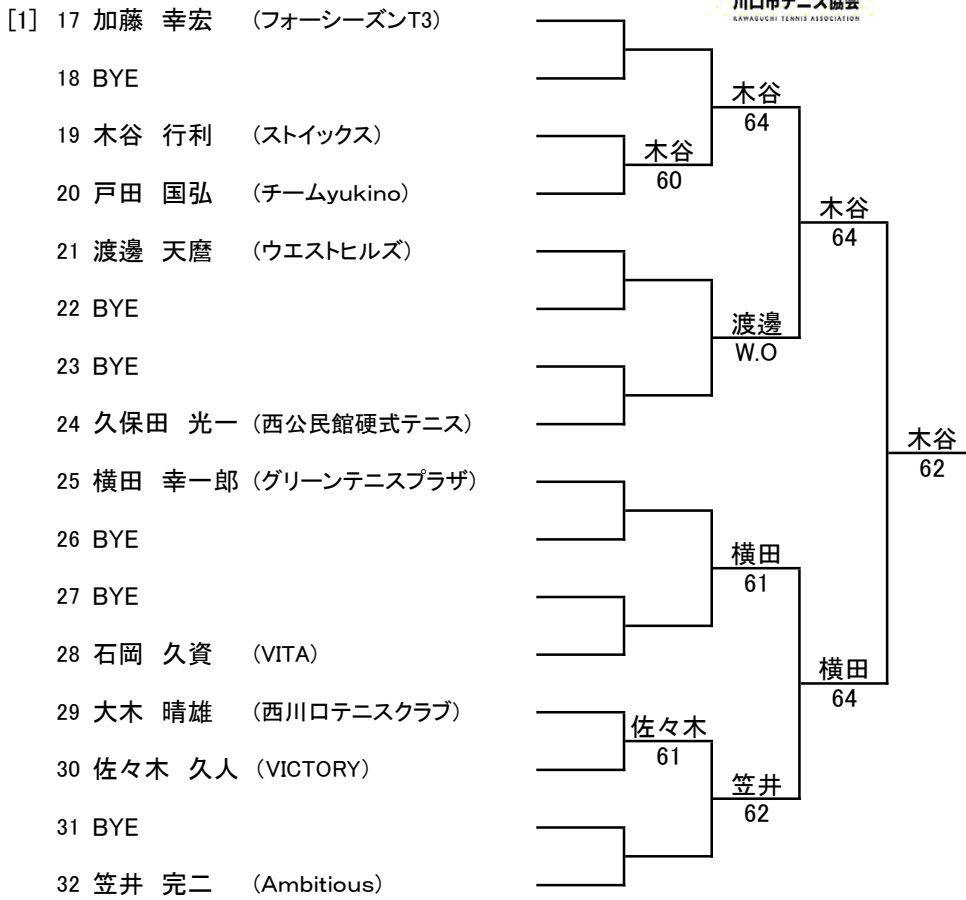 川口市テニス協会
KAWAGUCHI TENNIS ASSOCIATION
[1] 17 加藤 幸宏 (フォーシーズンT3)
18 BYE
木谷
64
19 木谷 行利 (ストイックス)
木谷
60
20 戸田 国弘 (チームyukino)
木谷
64
21 渡邊 天麿 (ウエストヒルズ)
22 BYE
渡邊
W.O
23 BYE
24 久保田 光一 (西公民館硬式テニス)
木谷
62
25 横田 幸一郎 (グリーンテニスプラザ)
26 BYE
横田
61
27 BYE
28 石岡 久資 (VITA)
横田
64
29 大木 晴雄 (西川口テニスクラブ)
佐々木
61
30 佐々木 久人 (VICTORY)
笠井
62
31 BYE
32 笠井 完二 (Ambitious)